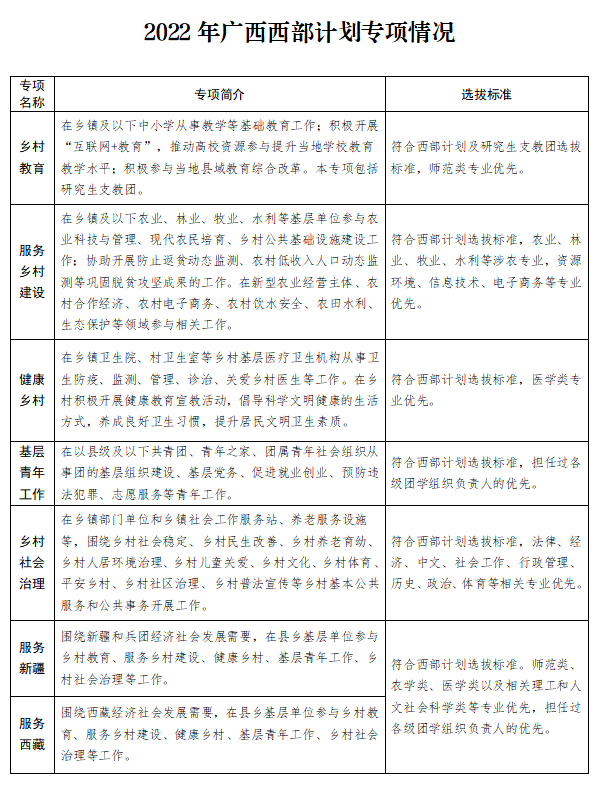 2022 年广西西部计划专项情况
专项
名称
专项简介
选拔标准
乡村
教育
在乡镇及以下中小学从事教学等基础教育工作；积极开展
“互联网+教育”，推动高校资源参与提升当地学校教育
教学水平；积极参与当地县域教育综合改革。本专项包括
研究生支教团。
符合西部计划及研究生支教团选拔
标准，师范类专业优先。
服务
乡村
建设
在乡镇及以下农业、林业、牧业、水利等基层单位参与农
业科技与管理、现代农民培育、乡村公共基础设施建设工
作；协助开展防止返贫动态监测、农村低收入人口动态监
测等巩固脱贫攻坚成果的工作。在新型农业经营主体、农
村合作经济、农村电子商务、农村饮水安全、农田水利、
生态保护等领域参与相关工作。
符合西部计划选拔标准，农业、林
业、牧业、水利等涉农专业，资源
环境、信息技术、电子商务等专业
优先。
健康
乡村
在乡镇卫生院、村卫生室等乡村基层医疗卫生机构从事卫
生防疫、监测、管理、诊治、关爱乡村医生等工作。在乡
村积极开展健康教育宣教活动，倡导科学文明健康的生活
方式，养成良好卫生习惯，提升居民文明卫生素质。
符合西部计划选拔标准，医学类专
业优先。
基层
青年
工作
在以县级及以下共青团、青年之家、团属青年社会组织从
事团的基层组织建设、基层党务、促进就业创业、预防违
法犯罪、志愿服务等青年工作。
符合西部计划选拔标准，担任过各
级团学组织负责人的优先。
乡村
社会
治理
在乡镇部门单位和乡镇社会工作服务站、养老服务设施
等，围绕乡村社会稳定、乡村民生改善、乡村养老育幼、
乡村人居环境治理、乡村儿童关爱、乡村文化、乡村体育、
平安乡村、乡村社区治理、乡村普法宣传等乡村基本公共
服务和公共事务开展工作。
符合西部计划选拔标准，法律、经
济、中文、社会工作、行政管理、
历史、政治、体育等相关专业优先。
服务
新疆
围绕新疆和兵团经济社会发展需要，在县乡基层单位参与
乡村教育、服务乡村建设、健康乡村、基层青年工作、乡
村社会治理等工作。
符合西部计划选拔标准。师范类、
农学类、医学类以及相关理工和人
文社会科学类等专业优先，担任过
各级团学组织负责人的优先。
服务
西藏
围绕西藏经济社会发展需要，在县乡基层单位参与乡村教
育、服务乡村建设、健康乡村、基层青年工作、乡村社会
治理等工作。